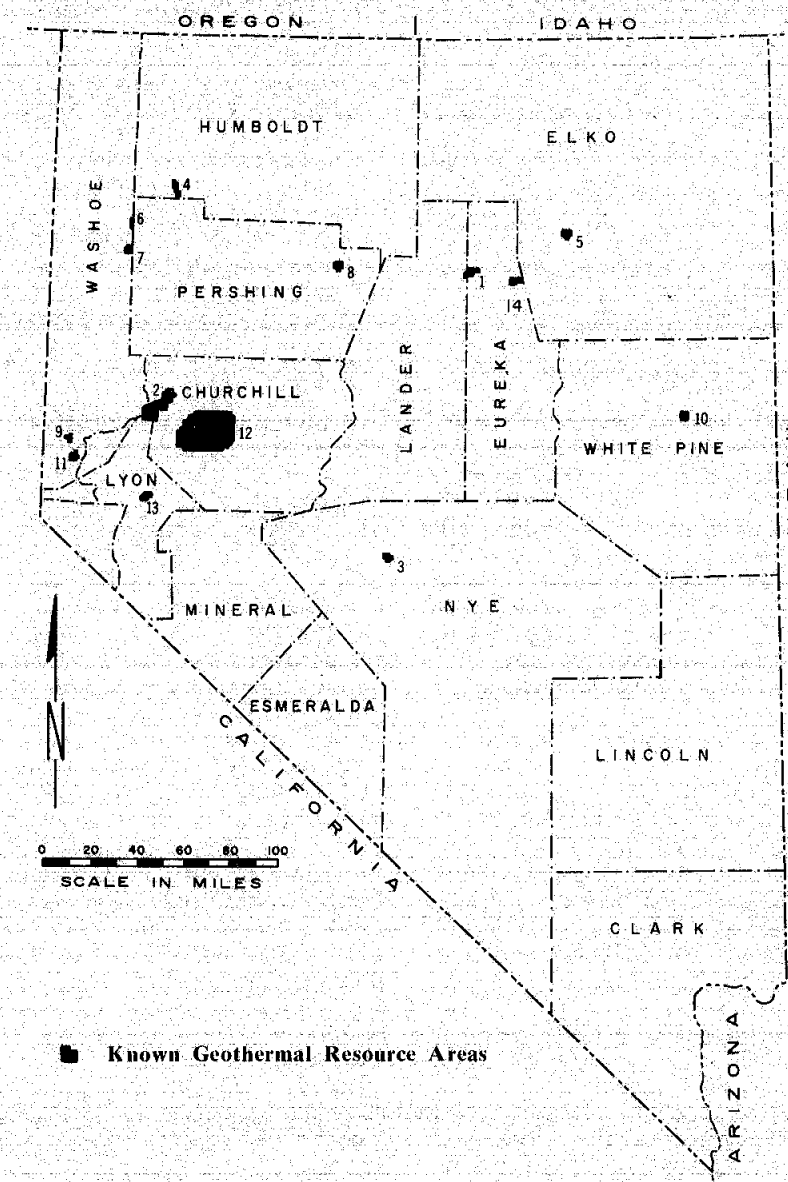 OREGON
IDAHO
HUMBOLDT
ELKO
WASHOE
4
6
7
5
8
1
14
PERSHING
LANDER
EUREKA
2
CHURCHILL
12
9
11
10
WHITE PINE
LYON
13
3
MINERAL
NYE
ESMERALDA
CALIFORNIA
N
LINCOLN
0 20 40 60 80 100
SCALE IN MILES
CLARK
ARIZONA
Known Geothermal Resource Areas